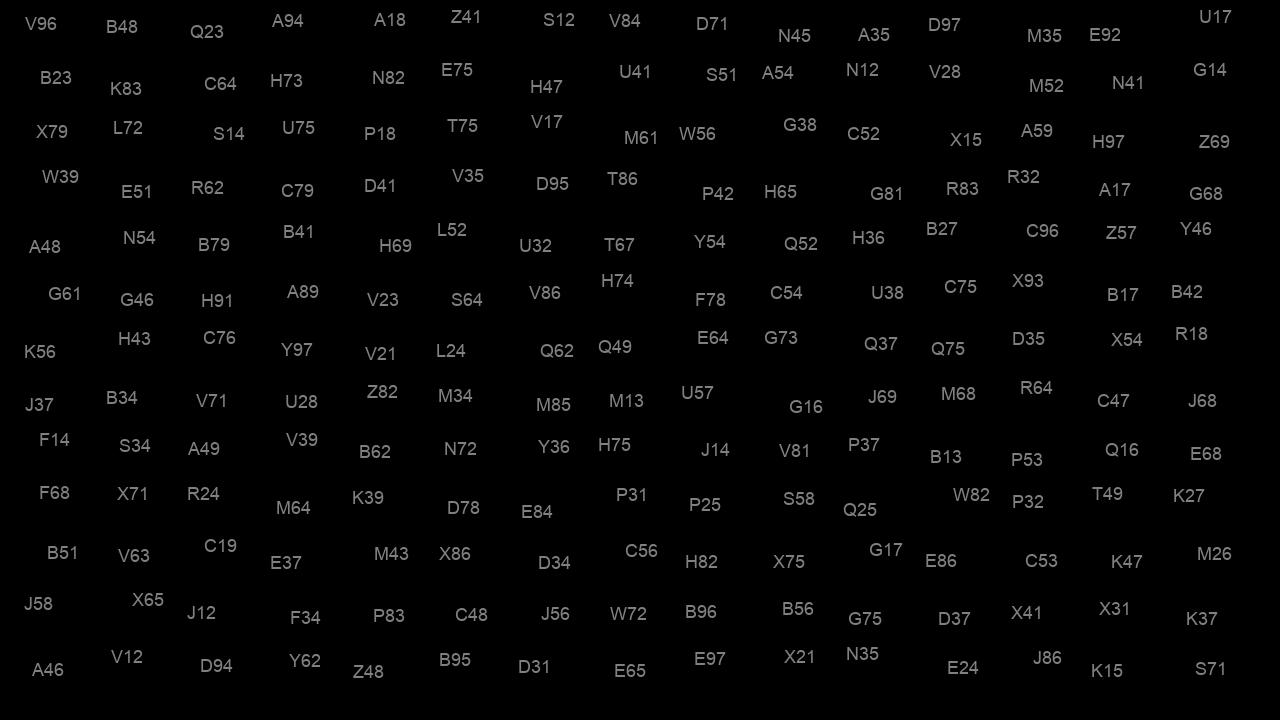 V96 B48 Q23 A94 A18 Z41 S12 V84 D71 N45 A35 D97 M35 E92 U17
B23 K83 C64 H73 N82 E75 H47 U41 S51 A54 N12 V28 M52 N41 G14
X79 L72 S14 U75 P18 T75 V17 M61 W56 G38 C52 X15 A59 H97 Z69
W39 E51 R62 C79 D41 V35 D95 T86 P42 H65 G81 R83 R32 A17 G68
A48 N54 B79 B41 H69 L52 U32 T67 Y54 Q52 H36 B27 C96 Z57 Y46
G61 G46 H91 A89 V23 S64 V86 H74 F78 C54 U38 C75 X93 B17 B42
K56 H43 C76 Y97 V21 L24 Q62 Q49 E64 G73 Q37 Q75 D35 X54 R18
J37 B34 V71 U28 Z82 M34 M85 M13 U57 G16 J69 M68 R64 C47 J68
F14 S34 A49 V39 B62 N72 Y36 H75 J14 V81 P37 B13 P53 Q16 E68
F68 X71 R24 M64 K39 D78 E84 P31 P25 S58 Q25 W82 P32 T49 K27
B51 V63 C19 E37 M43 X86 D34 C56 H82 X75 G17 E86 C53 K47 M26
J58 X65 J12 F34 P83 C48 J56 W72 B96 B56 G75 D37 X41 X31 K37
A46 V12 D94 Y62 Z48 B95 D31 E65 E97 X21 N35 E24 J86 K15 S71